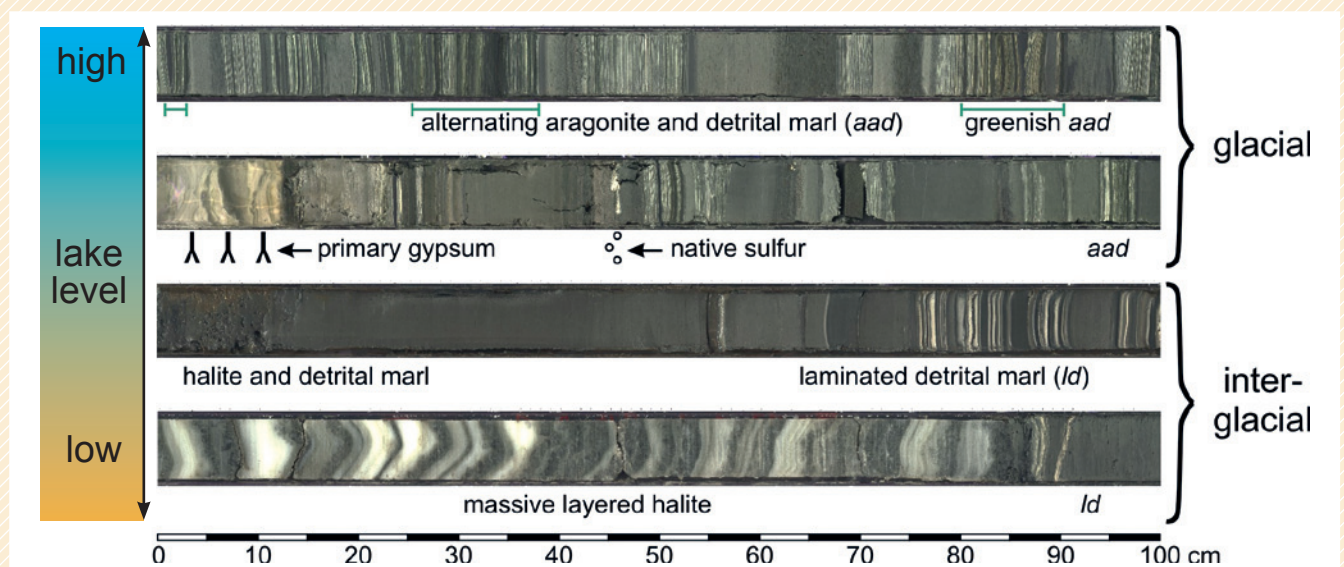 high
alternating aragonite and detrital marl (aad)
greenish aad
glacial
lake
level
primary gypsum
native sulfur
aad
halite and detrital marl
laminated detrital marl (ld)
inter-
glacial
low
massive layered halite
ld
0 10 20 30 40 50 60 70 80 90 100 cm